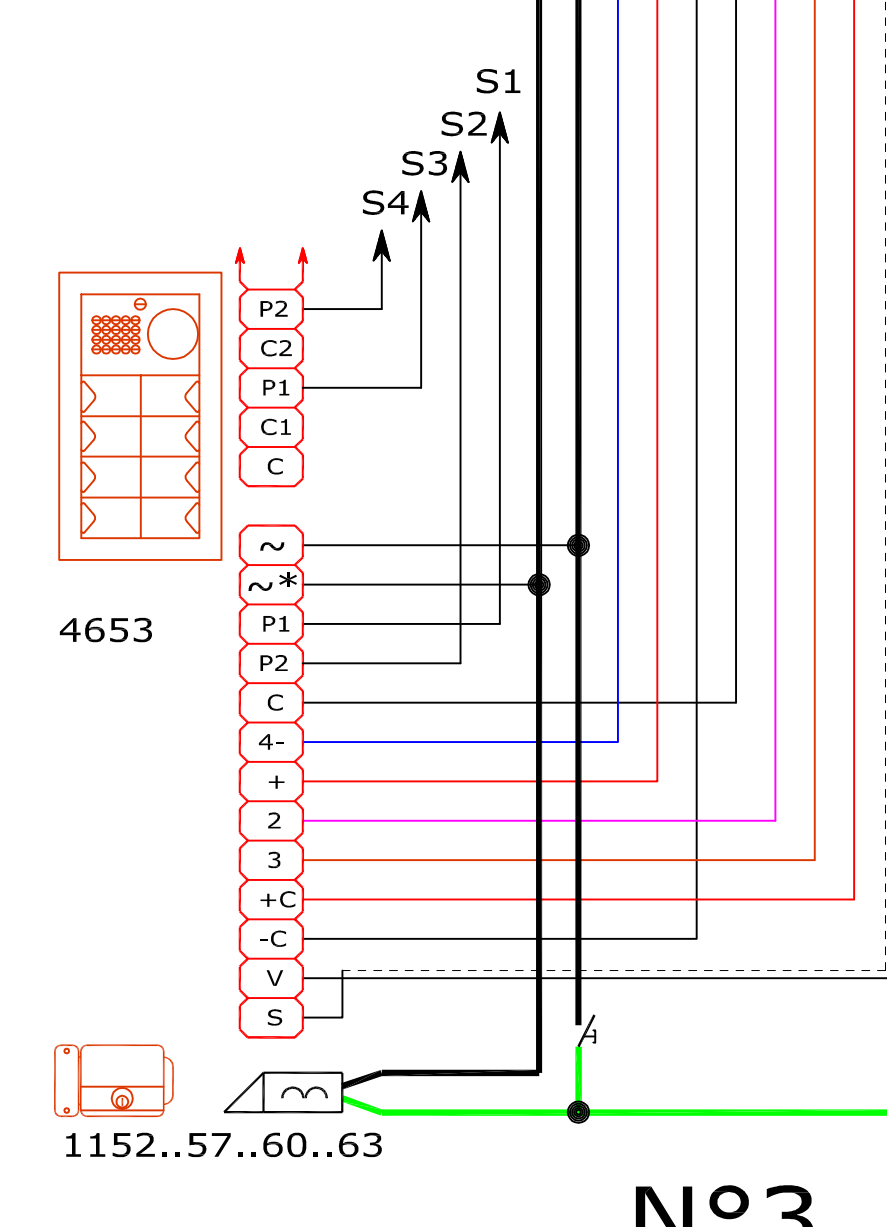 S1
S2
S3
S4
P2
C2
P1
C1
C
~
~*
P1
P2
C
4-
+
2
3
+C
-C
V
S
4653
1152..57..60..63
N°3